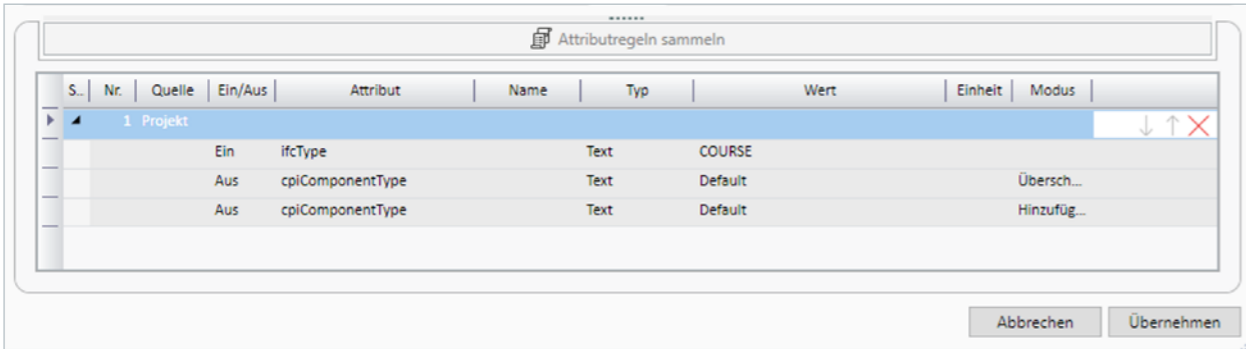 Attributregeln sammeln
S.. Nr. Quelle Ein/Aus Attribut Name Typ Wert Einheit Modus
1 Projekt
Ein ifcType Text COURSE
Aus cpiComponentType Text Default Übersch...
Aus cpiComponentType Text Default Hinzufüg...
Abbrechen Übernehmen